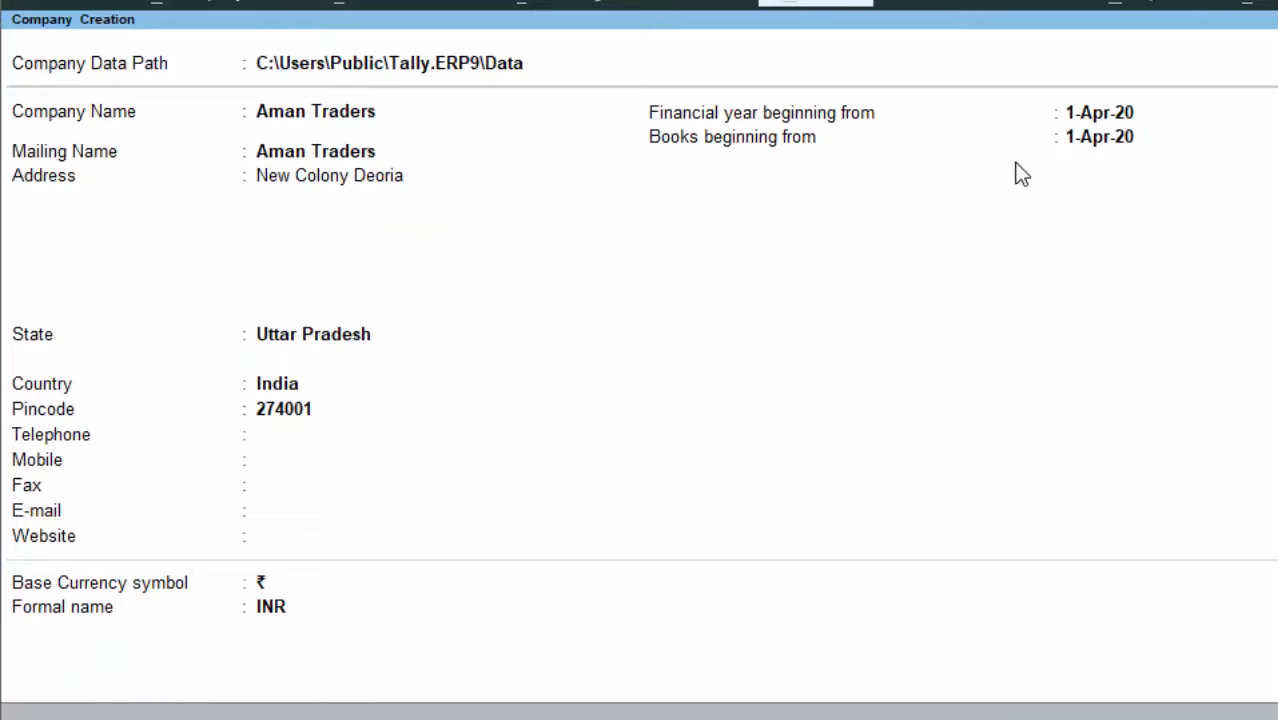 Company Creation
Company Data Path : C:\Users\Public\Tally.ERP9\Data
Company Name : Aman Traders
Financial year beginning from : 1-Apr-20
Books beginning from : 1-Apr-20
Mailing Name : Aman Traders
Address : New Colony Deoria
State : Uttar Pradesh
Country : India
Pincode : 274001
Telephone :
Mobile :
Fax :
E-mail :
Website :
Base Currency symbol : ₹
Formal name : INR